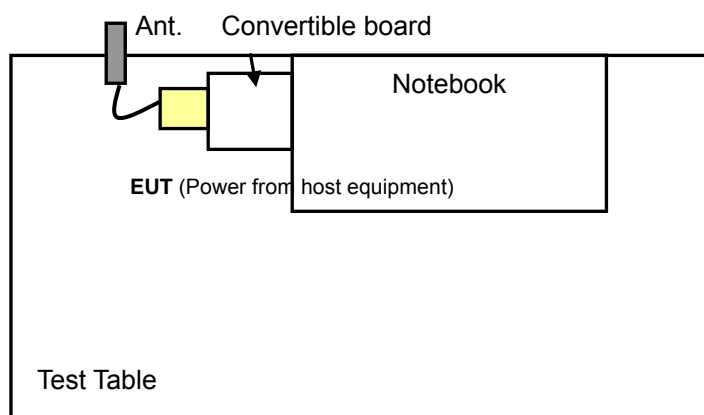 Ant. Convertible board
Notebook
EUT (Power from host equipment)
Test Table